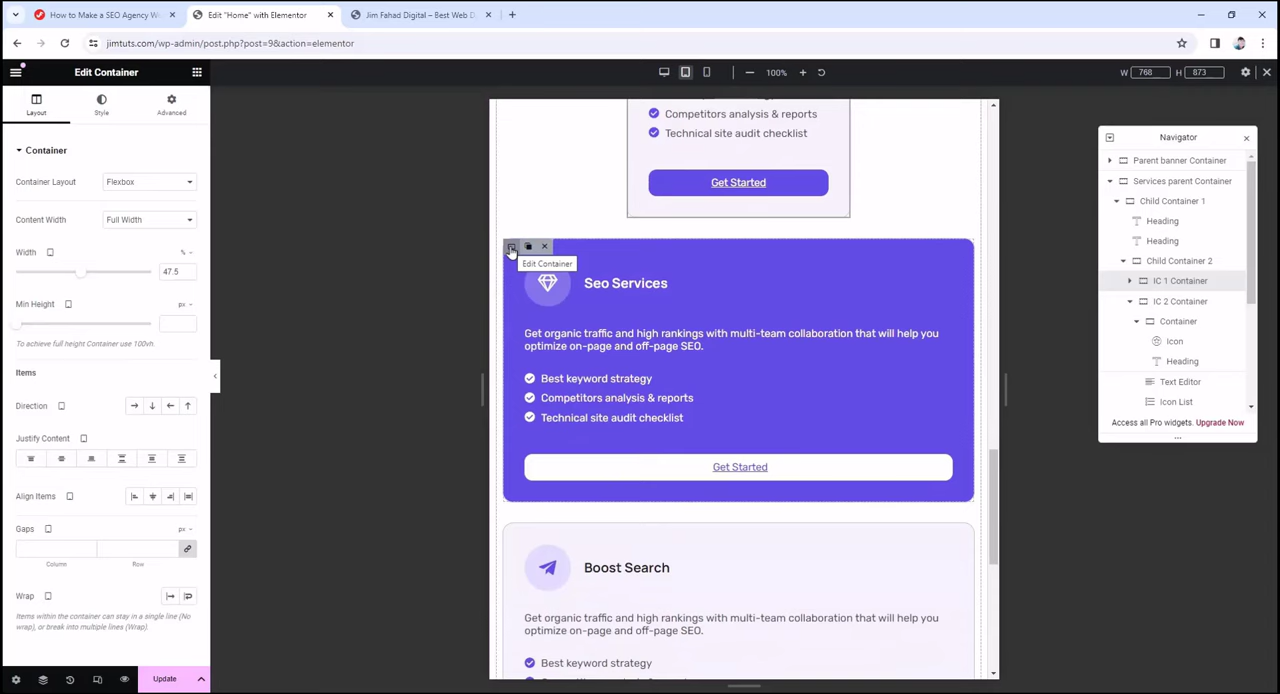 How to Make a SEO Agency W
Edit "Home" with Elementor
Jim Fahad Digital – Best Web D
jimtuts.com/wp-admin/post.php?post=9&action=elementor
Edit Container
100%
W 768 H 873
Layout
Style
Advanced
Container
Container Layout
Flexbox
Content Width
Full Width
Width
%
47.5
Min Height
px
To achieve full height Container use 100vh.
Items
Direction
Justify Content
Align Items
Gaps
px
Column
Row
Wrap
Items within the container can stay in a single line (No
wrap), or break into multiple lines (Wrap).
Update
Competitors analysis & reports
Technical site audit checklist
Get Started
Edit Container
Seo Services
Get organic traffic and high rankings with multi-team collaboration that will help you
optimize on-page and off-page SEO.
Best keyword strategy
Competitors analysis & reports
Technical site audit checklist
Get Started
Boost Search
Get organic traffic and high rankings with multi-team collaboration that will help you
optimize on-page and off-page SEO.
Best keyword strategy
Navigator
Parent banner Container
Services parent Container
Child Container 1
Heading
Heading
Child Container 2
IC 1 Container
IC 2 Container
Container
Icon
Heading
Text Editor
Icon List
Access all Pro widgets. Upgrade Now